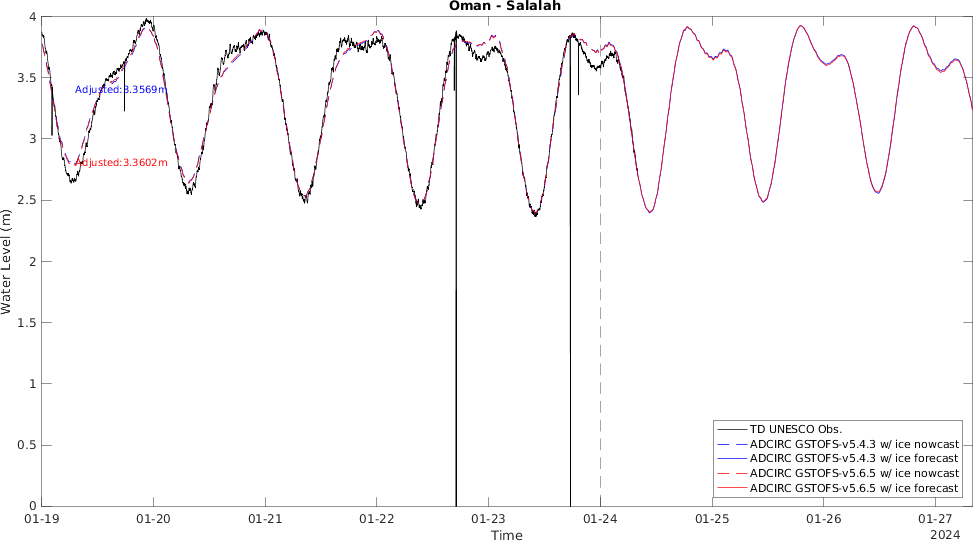 Oman - Salalah
4
3.5
3
2.5
2
1.5
1
0.5
0
Water Level (m)
Adjusted:3.3569m
Adjusted:3.3602m
TD UNESCO Obs.
ADCIRC GSTOFS-v5.4.3 w/ ice nowcast
ADCIRC GSTOFS-v5.4.3 w/ ice forecast
ADCIRC GSTOFS-v5.6.5 w/ ice nowcast
ADCIRC GSTOFS-v5.6.5 w/ ice forecast
01-19 01-20 01-21 01-22 01-23 01-24 01-25 01-26 01-27
Time
2024